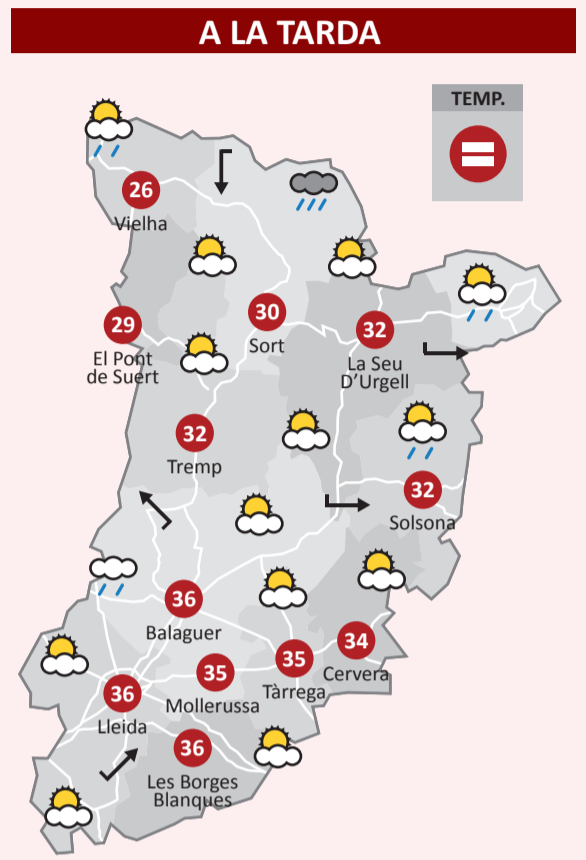 A LA TARDA
TEMP.
26
Vielha
29
El Pont
de Suert
30
Sort
32
La Seu
D'Urgell
32
Tremp
32
Solsona
36
Balaguer
34
Cervera
35
Tàrrega
35
Mollerussa
36
Lleida
36
Les Borges
Blanques